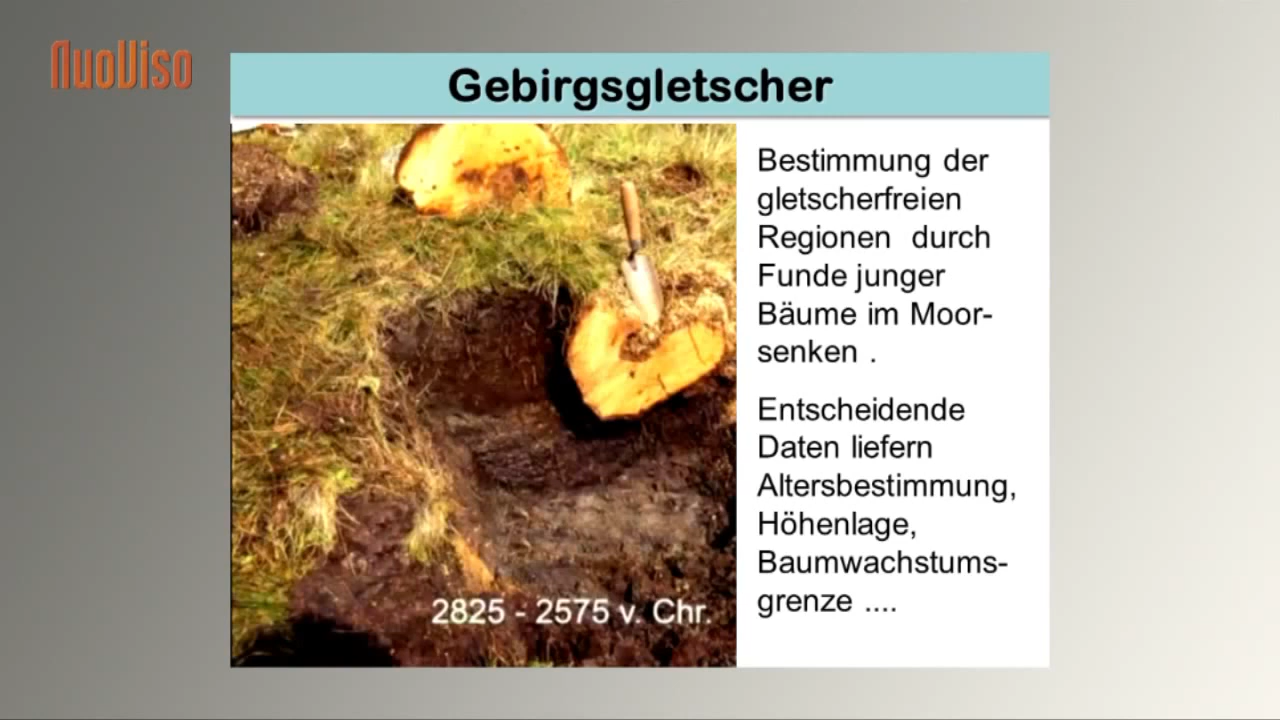 NuoViso
Gebirgsgletscher
Bestimmung der
gletscherfreien
Regionen durch
Funde junger
Bäume im Moor-
senken .
Entscheidende
Daten liefern
Altersbestimmung,
Höhenlage,
Baumwachstums-
grenze ....
2825 - 2575 v. Chr.